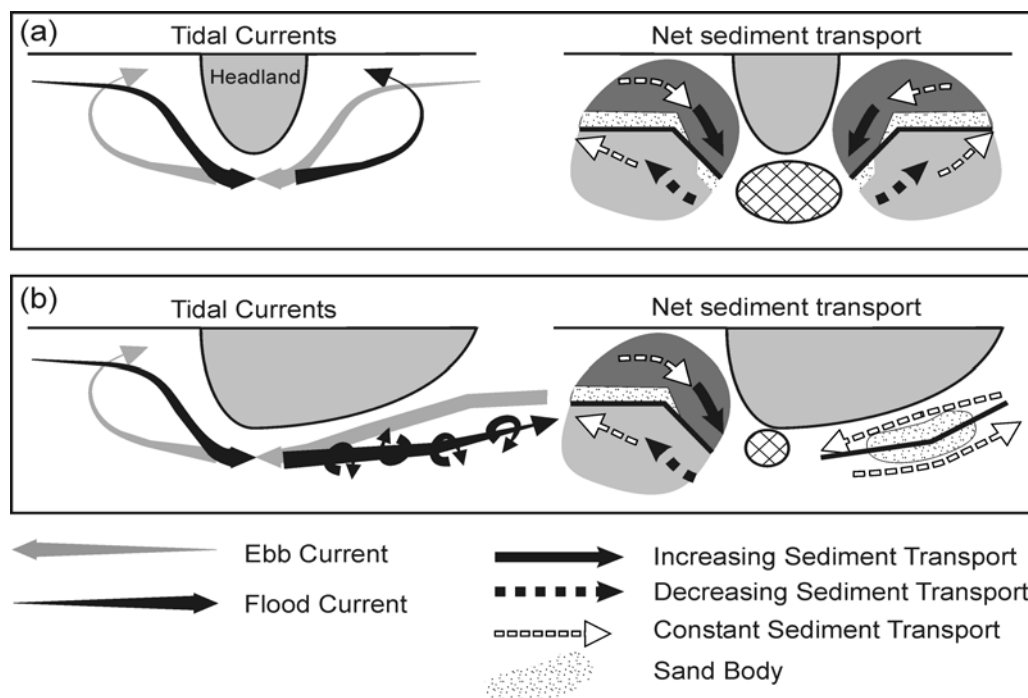 (a)
Tidal Currents
Net sediment transport
Headland
(b)
Tidal Currents
Net sediment transport
Ebb Current
Flood Current
Increasing Sediment Transport
Decreasing Sediment Transport
Constant Sediment Transport
Sand Body